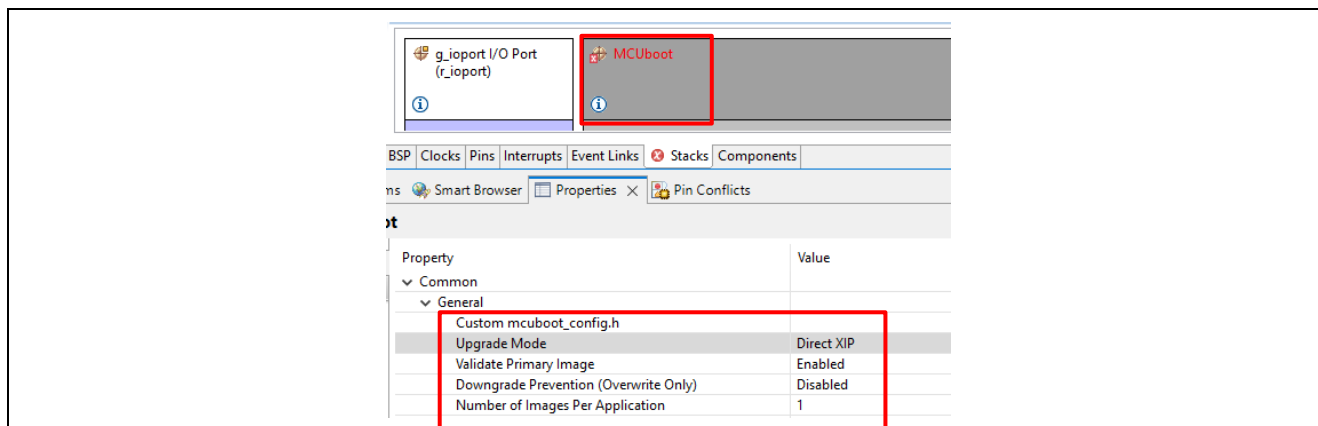 g_ioport I/O Port
(r_ioport)
MCUboot
BSP Clocks Pins Interrupts Event Links Stacks Components
ms Smart Browser Properties Pin Conflicts
ot
Property Value
Common
General
Custom mcuboot_config.h
Upgrade Mode Direct XIP
Validate Primary Image Enabled
Downgrade Prevention (Overwrite Only) Disabled
Number of Images Per Application 1